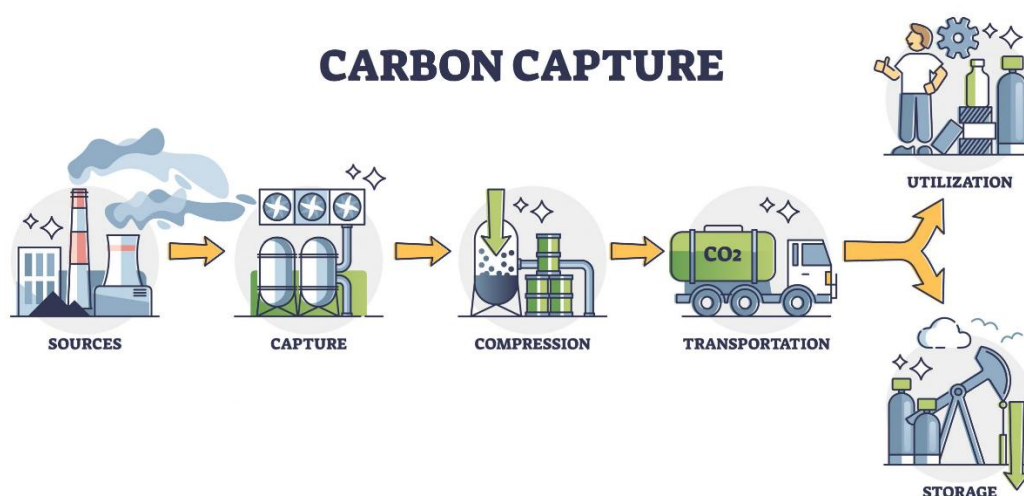 CARBON CAPTURE
UTILIZATION
CO2
SOURCES
CAPTURE
COMPRESSION
TRANSPORTATION
STORAGE